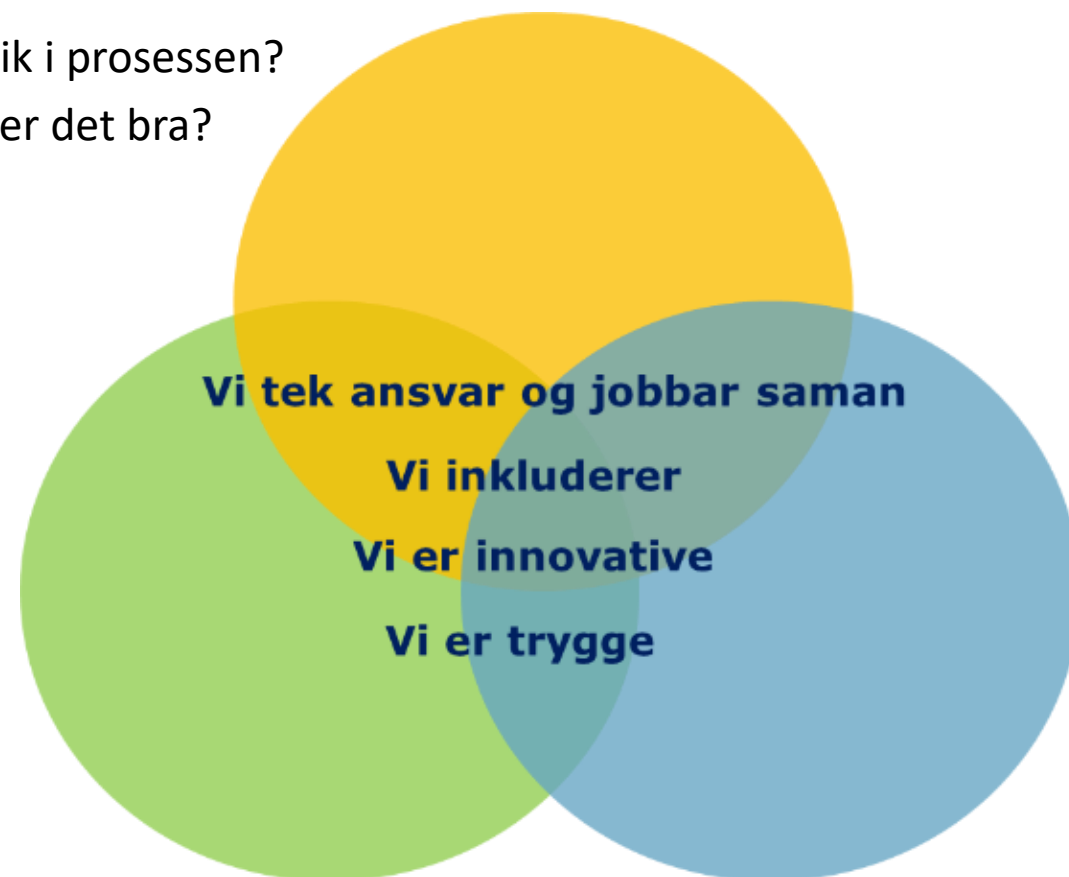 ik i prosessen?
er det bra?
Vi tek ansvar og jobbar saman
Vi inkluderer
Vi er innovative
Vi er trygge